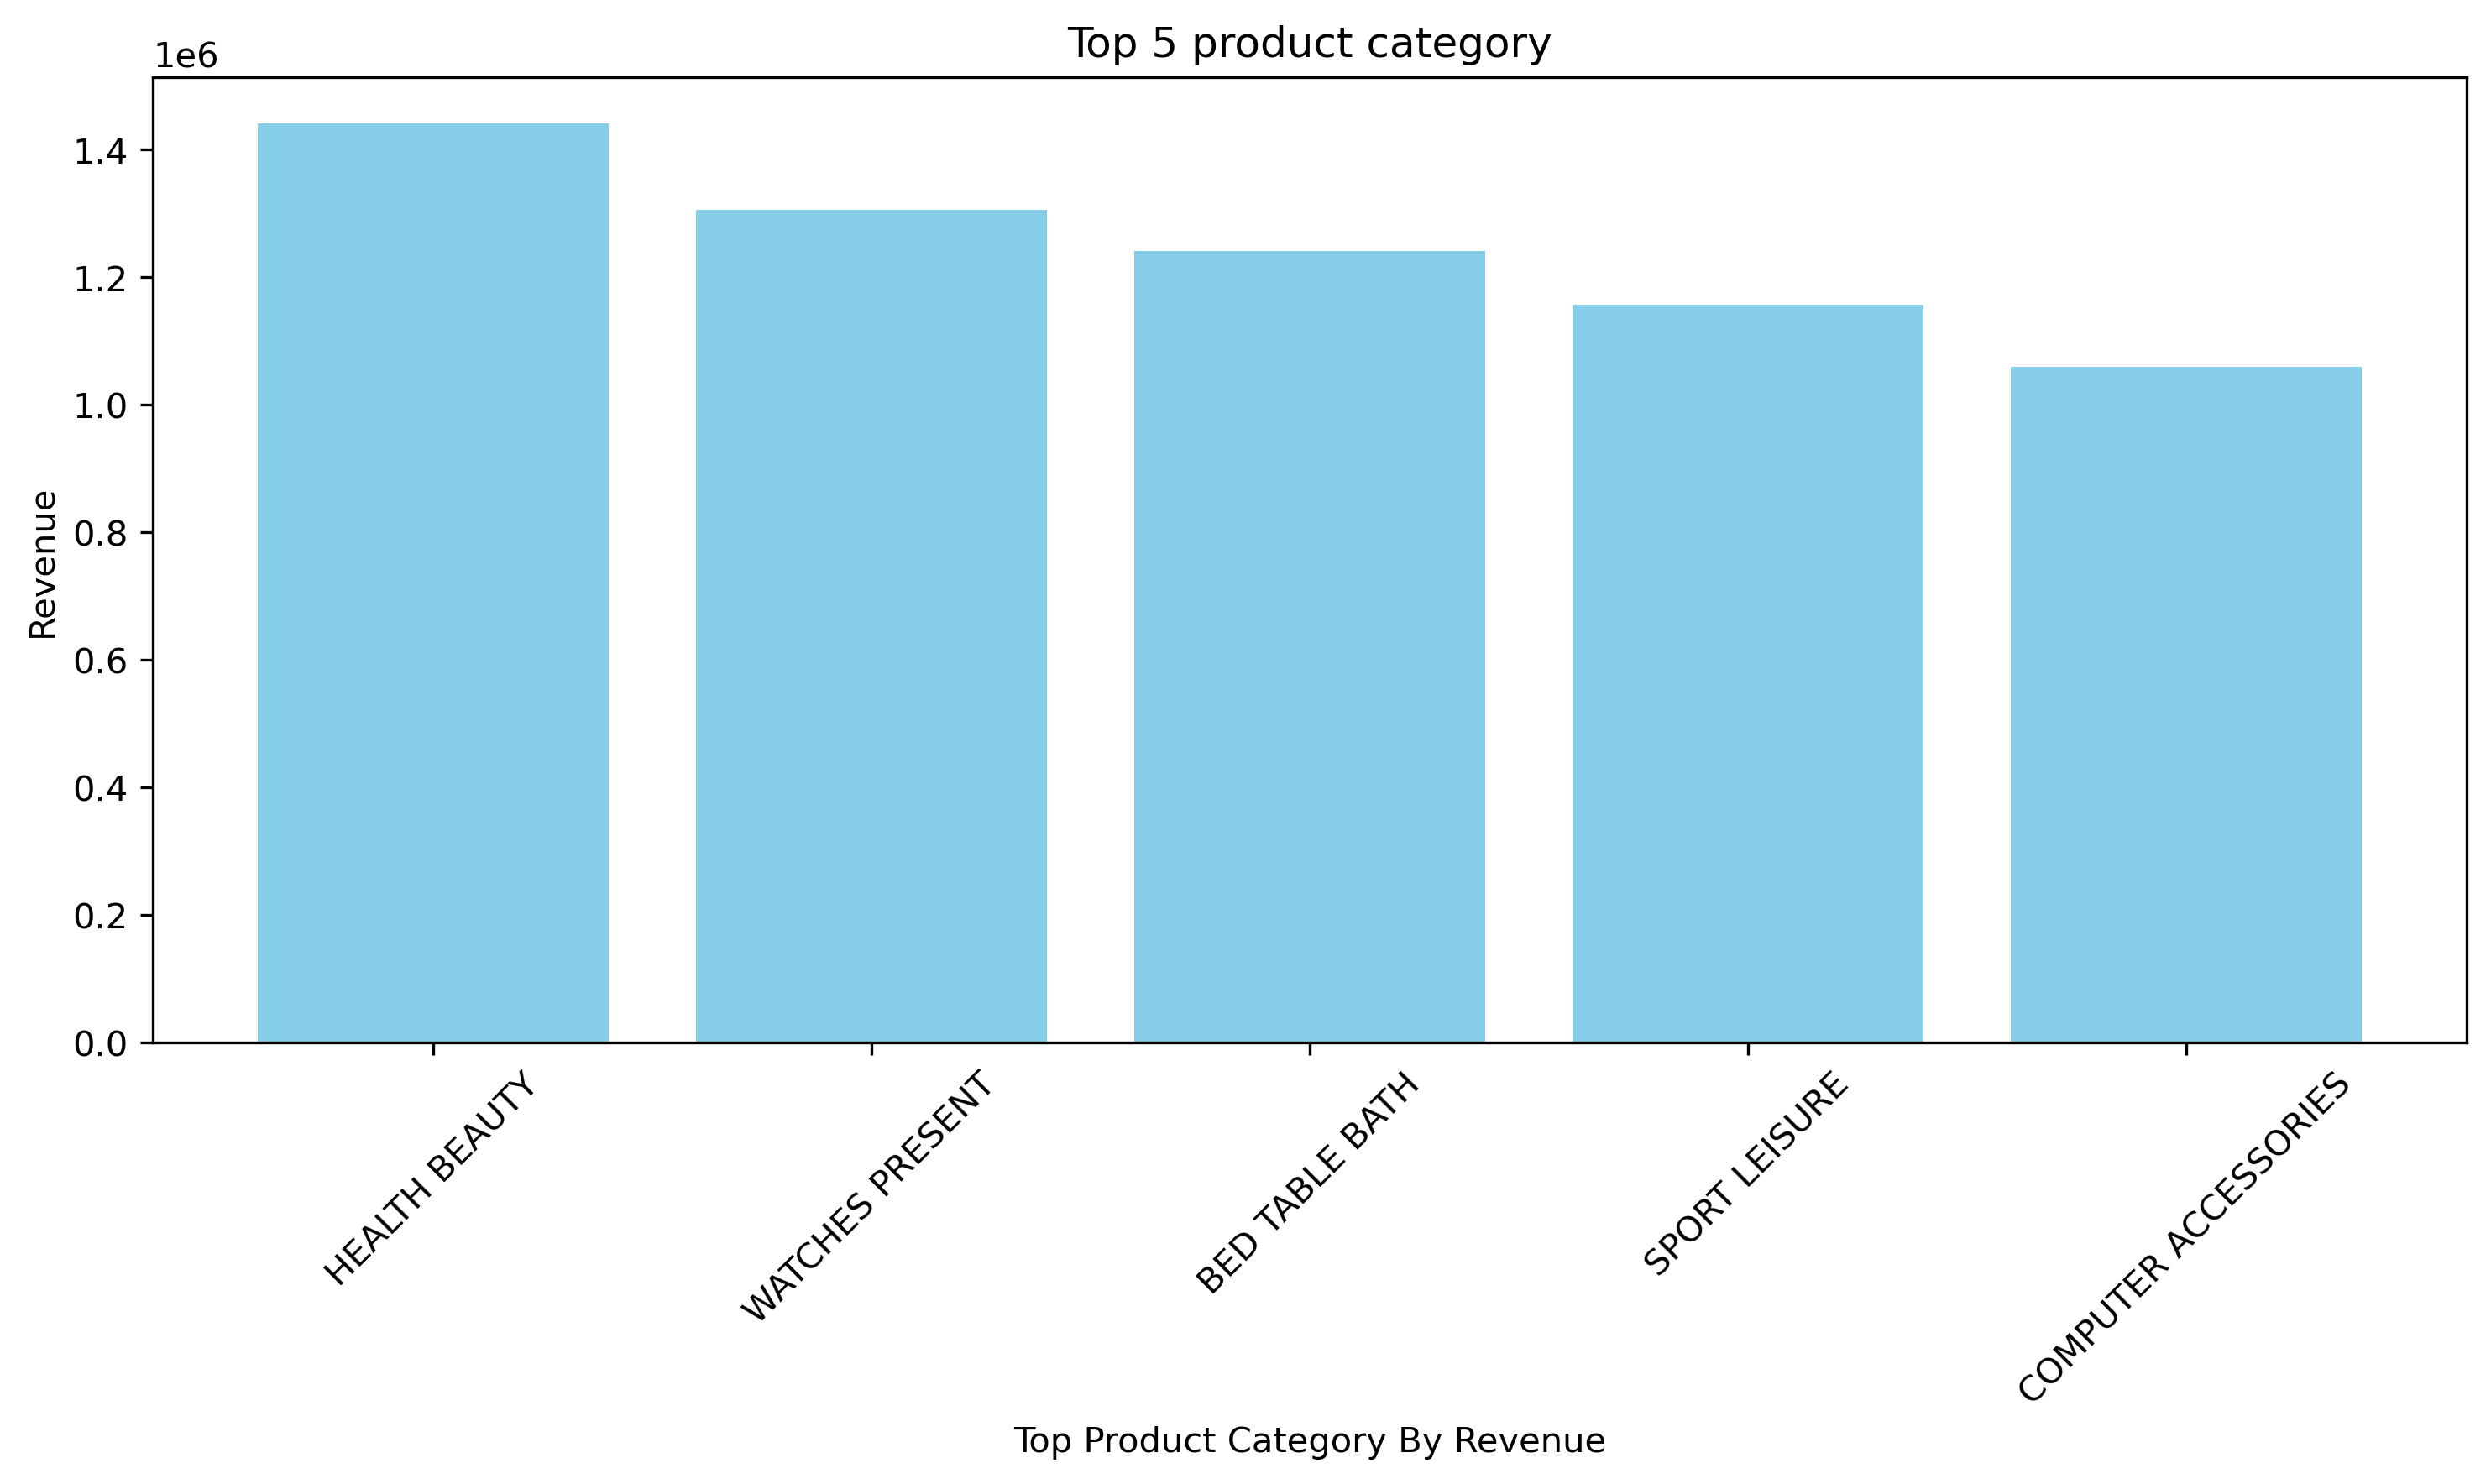 Top 5 product category
1e6
1.4
1.2
1.0
0.8
0.6
0.4
0.2
0.0
Revenue
HEALTH BEAUTY
WATCHES PRESENT
BED TABLE BATH
SPORT LEISURE
COMPUTER ACCESSORIES
Top Product Category By Revenue